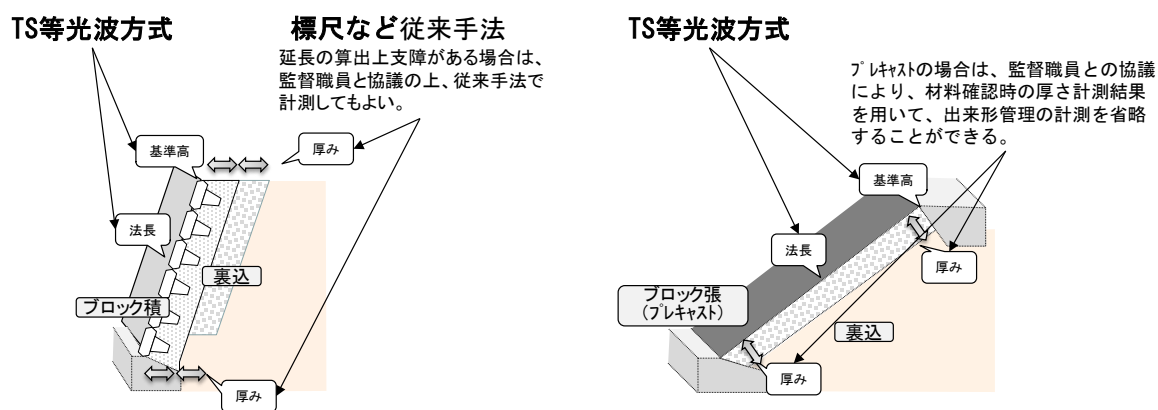 TS等光波方式
標尺など従来手法
延長の算出上支障がある場合は、
監督職員と協議の上、従来手法で
計測してもよい。
厚み
基準高
法長
裏込
ブロック積
厚み
TS等光波方式
プレキャストの場合は、監督職員との協議
により、材料確認時の厚さ計測結果
を用いて、出来形管理の計測を省略
することができる。
基準高
法長
厚み
ブロック張
（プレキャスト）
裏込
厚み